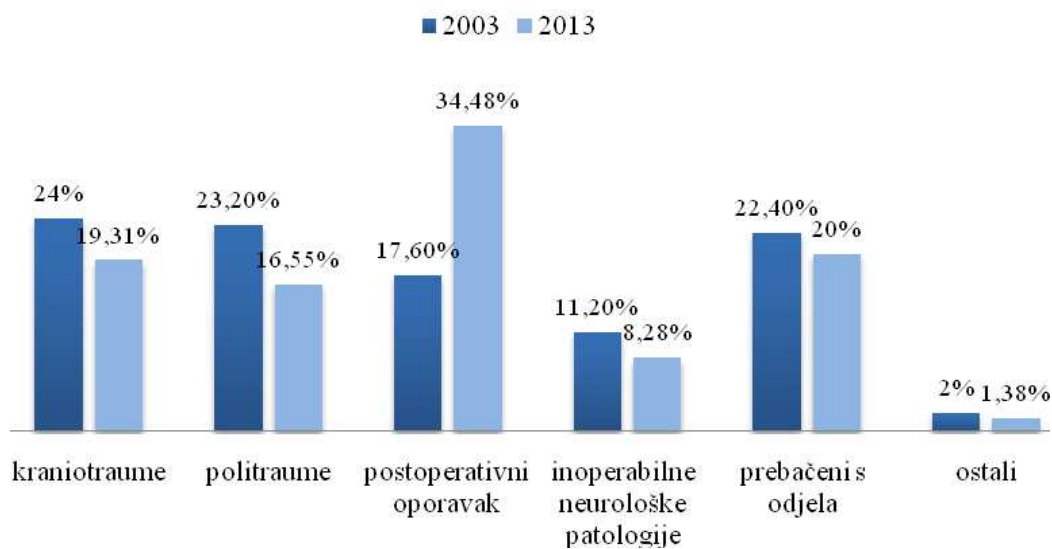 2003 2013
34,48%
24%
19,31%
23,20%
16,55%
17,60%
11,20%
8,28%
22,40%
20%
2%
1,38%
kraniotraume
politraume
postoperativni
oporavak
inoperabilne
neurološke
patologije
prebačeni s
odjela
ostali